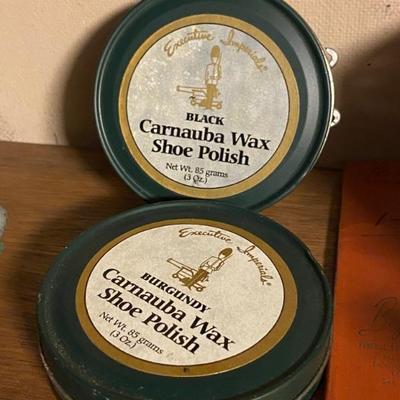 Executive Imperials®
BLACK
Carnauba Wax
Shoe Polish
Net Wt. 85 grams
(3 Oz.)
Executive Imperials®
BURGUNDY
Carnauba Wax
Shoe Polish
Net Wt. 85 grams
(3 Oz.)